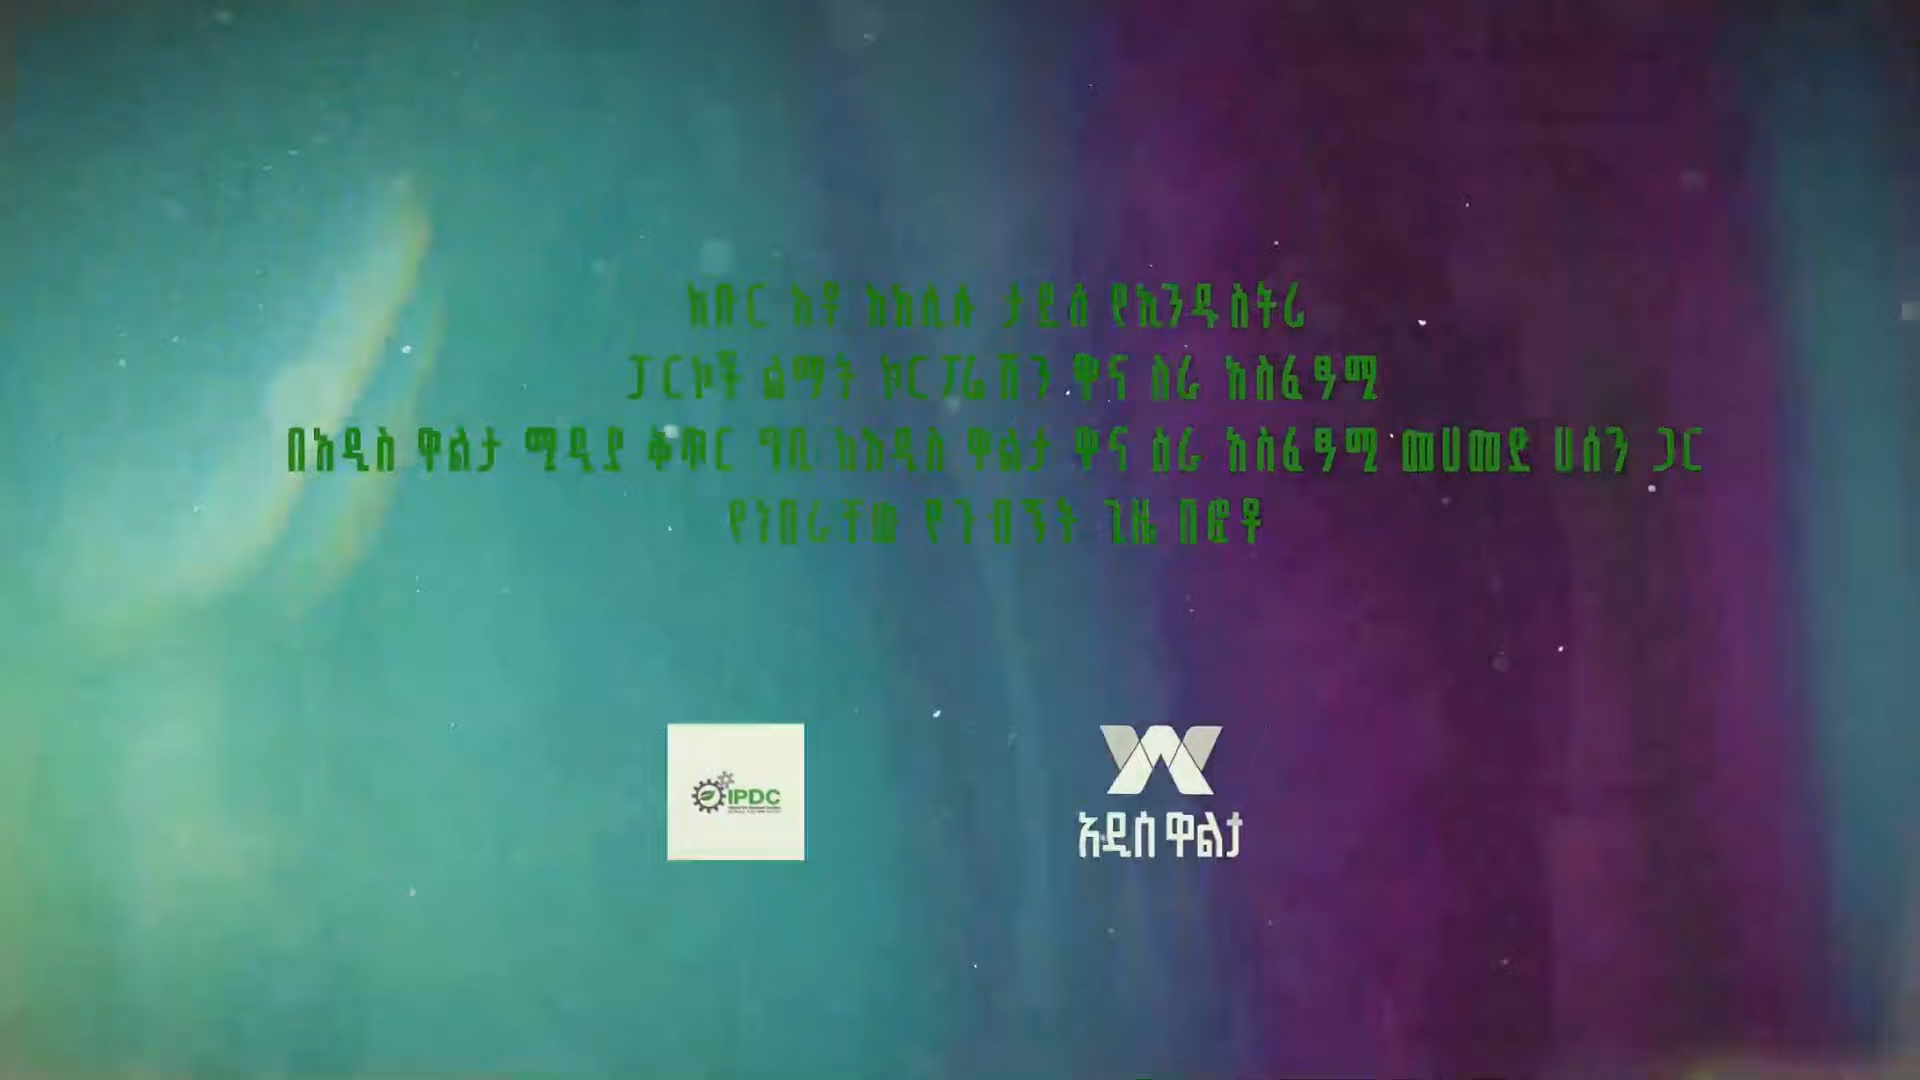 ክቡር አቶ አክሊሉ ታደሰ የኢንዱስትሪ
ፓርኮች ልማት ኮርፖሬሽን ዋና ስራ አስፈፃሚ
በአዲስ ዋልታ ሚዲያ ቅጥር ግቢ ከአዲስ ዋልታ ዋና ስራ አስፈፃሚ መሀመድ ሀሰን ጋር
የነበራቸው የጉብኝት ጊዜ በፎቶ
IPDC
አዲስ ዋልታ